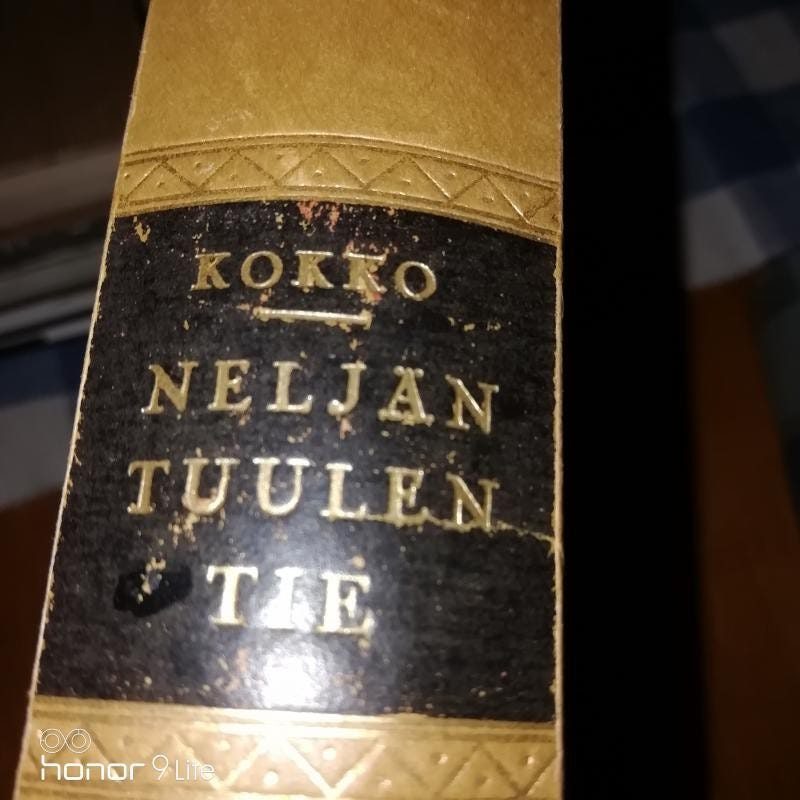 KOKKO
NELJÄN
TUULEN
TIE
honor 9 Lite